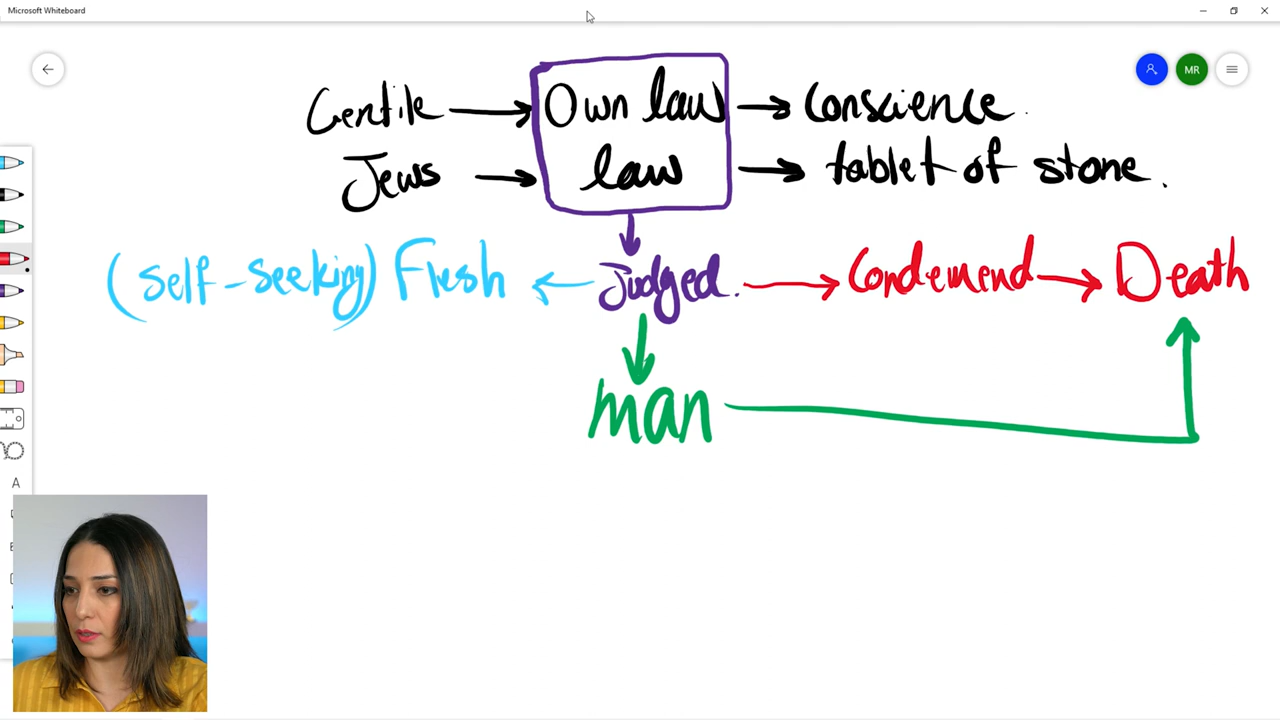 Microsoft Whiteboard
MR
Gentile → Own law → Conscience.
Jews → law → tablet of stone.
(self-seeking) Flesh ← Judged. → Condemend → Death
man
A